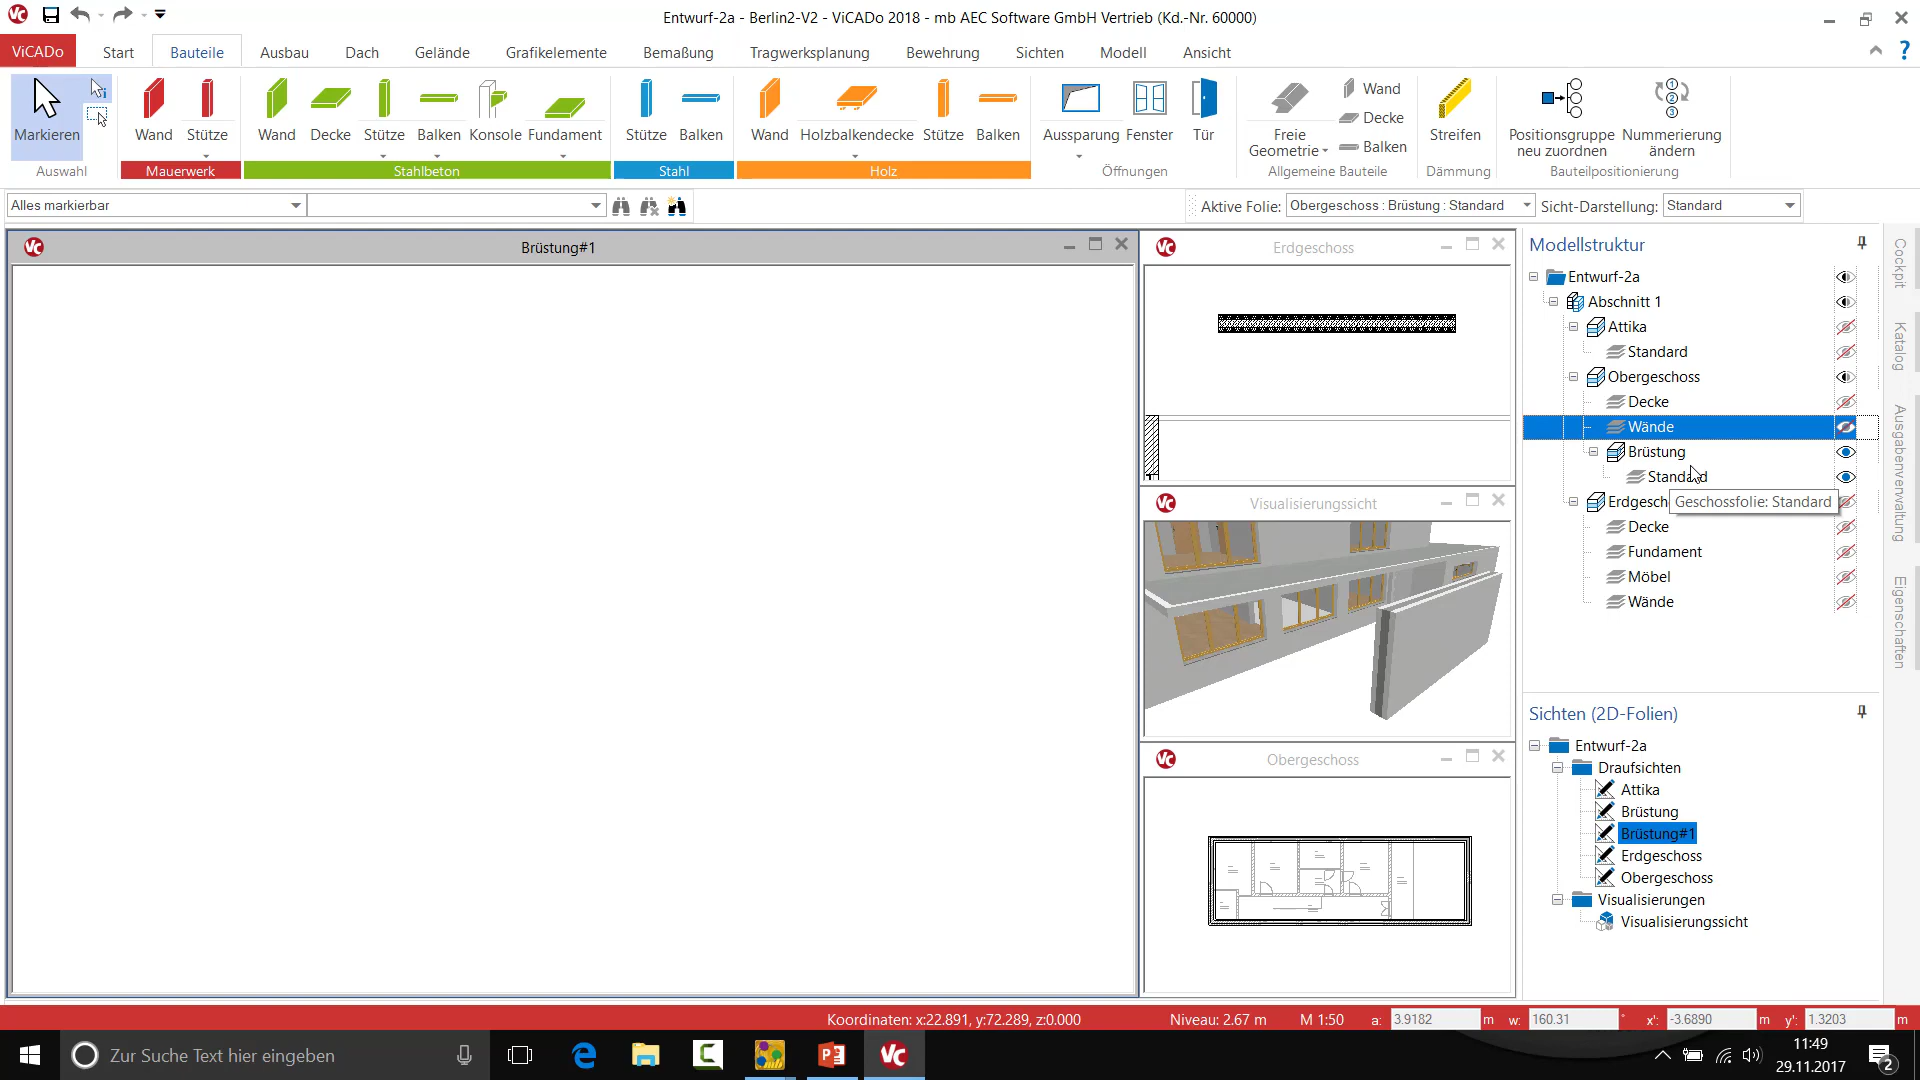 Entwurf-2a - Berlin2-V2 - ViCADo 2018 - mb AEC Software GmbH Vertrieb (Kd.-Nr. 60000)
ViCADo Start Bauteile Ausbau Dach Gelände Grafikelemente Bemaßung Tragwerksplanung Bewehrung Sichten Modell Ansicht
Markieren
Auswahl
Wand Stütze
Mauerwerk
Wand Decke Stütze Balken Konsole Fundament
Stahlbeton
Stütze Balken
Stahl
Wand Holzbalkendecke Stütze Balken
Holz
Aussparung Fenster Tür
Öffnungen
Freie Geometrie
Wand
Decke
Balken
Allgemeine Bauteile
Streifen
Dämmung
Positionsgruppe neu zuordnen
Nummerierung ändern
Bauteilpositionierung
Alles markierbar
Aktive Folie: Obergeschoss : Brüstung : Standard
Sicht-Darstellung: Standard
Brüstung#1
Erdgeschoss
Visualisierungssicht
Obergeschoss
Modellstruktur
Entwurf-2a
Abschnitt 1
Attika
Standard
Obergeschoss
Decke
Wände
Brüstung
Standard
Erdgesch
Geschossfolie: Standard
Decke
Fundament
Möbel
Wände
Sichten (2D-Folien)
Entwurf-2a
Draufsichten
Attika
Brüstung
Brüstung#1
Erdgeschoss
Obergeschoss
Visualisierungen
Visualisierungssicht
Cockpit
Katalog
Ausgabenverwaltung
Eigenschaften
Koordinaten: x:22.891, y:72.289, z:0.000 Niveau: 2.67 m M 1:50 a: 3.9182 m w: 160.31 ° x': -3.6890 m y': 1.3203 m
Zur Suche Text hier eingeben
11:49
29.11.2017
2